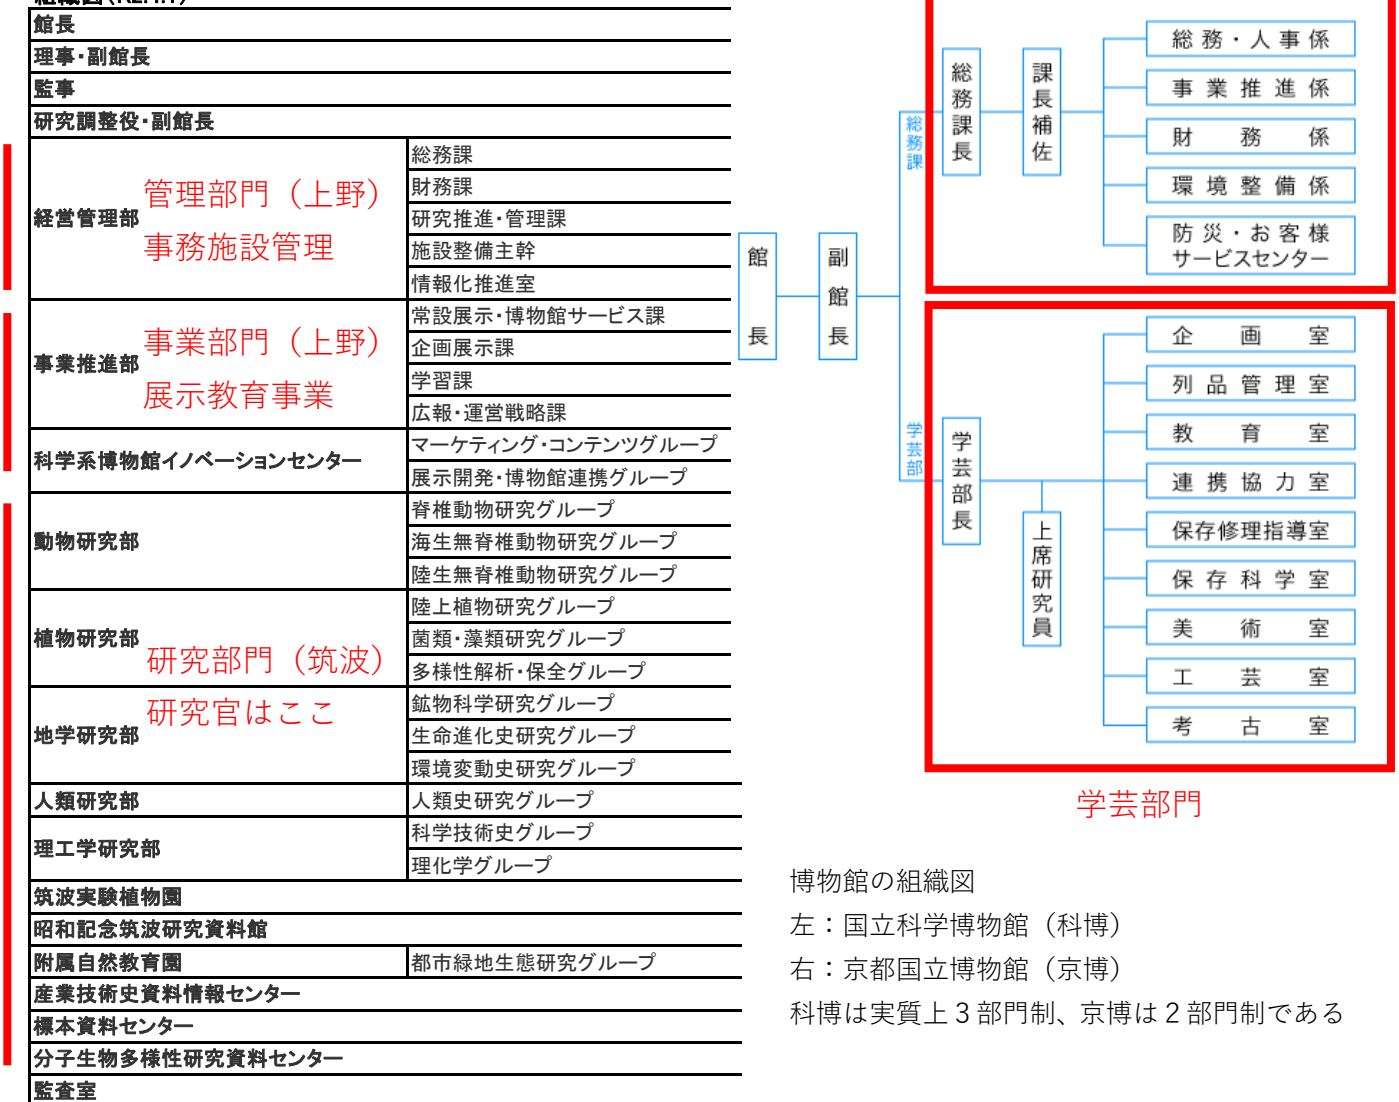 組織図（R2.4.1）
館長
理事・副館長
監事
研究調整役・副館長
経営管理部
管理部門（上野）
事務施設管理
総務課
財務課
研究推進・管理課
施設整備主幹
情報化推進室
事業推進部
事業部門（上野）
展示教育事業
常設展示・博物館サービス課
企画展示課
学習課
広報・運営戦略課
科学系博物館イノベーションセンター
マーケティング・コンテンツグループ
展示開発・博物館連携グループ
動物研究部
脊椎動物研究グループ
海生無脊椎動物研究グループ
陸生無脊椎動物研究グループ
植物研究部
研究部門（筑波）
研究官はここ
陸上植物研究グループ
菌類・藻類研究グループ
多様性解析・保全グループ
地学研究部
鉱物科学研究グループ
生命進化史研究グループ
環境変動史研究グループ
人類研究部
人類史研究グループ
理工学研究部
科学技術史グループ
理化学グループ
筑波実験植物園
昭和記念筑波研究資料館
附属自然教育園
都市緑地生態研究グループ
産業技術史資料情報センター
標本資料センター
分子生物多様性研究資料センター
監査室
館長
副館長
総務課
総務課長
課長補佐
総務・人事係
事業推進係
財務係
環境整備係
防災・お客様
サービスセンター
学芸部
学芸部長
上席研究員
企画室
列品管理室
教育室
連携協力室
保存修理指導室
保存科学室
美術室
工芸室
考古室
学芸部門
博物館の組織図
左：国立科学博物館（科博）
右：京都国立博物館（京博）
科博は実質上３部門制、京博は２部門制である